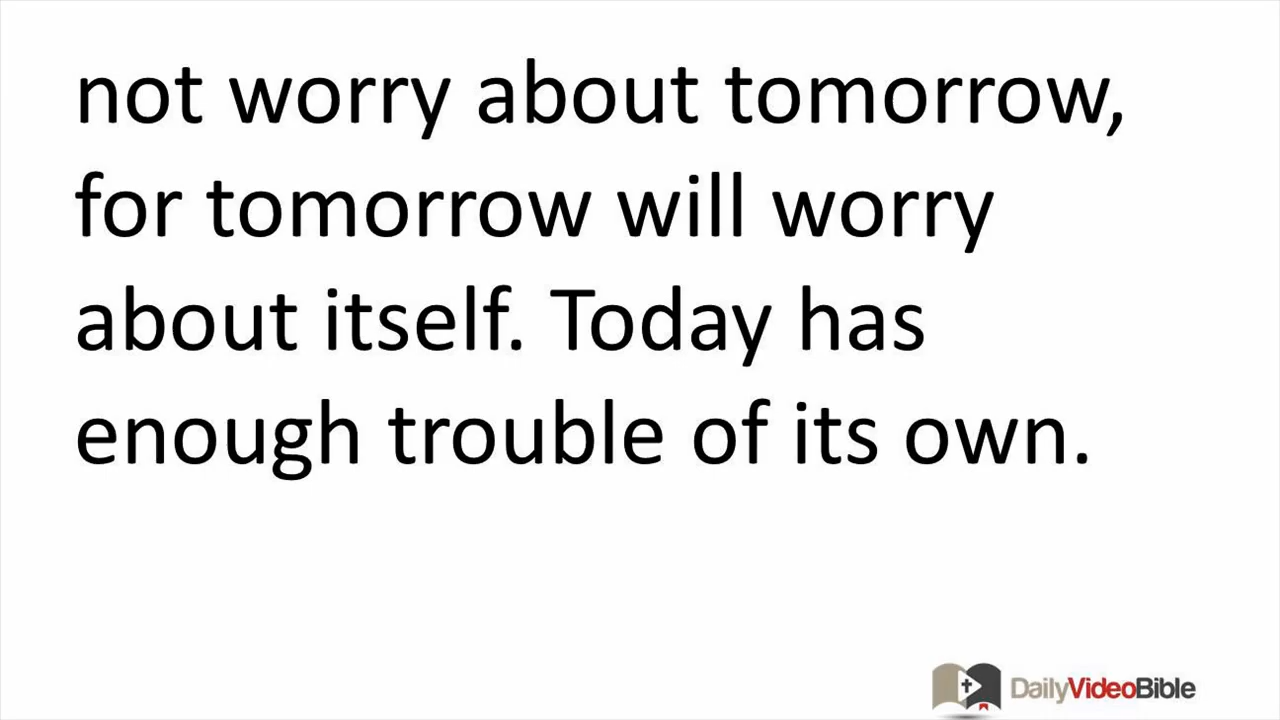 not worry about tomorrow,
for tomorrow will worry
about itself. Today has
enough trouble of its own.
DailyVideoBible